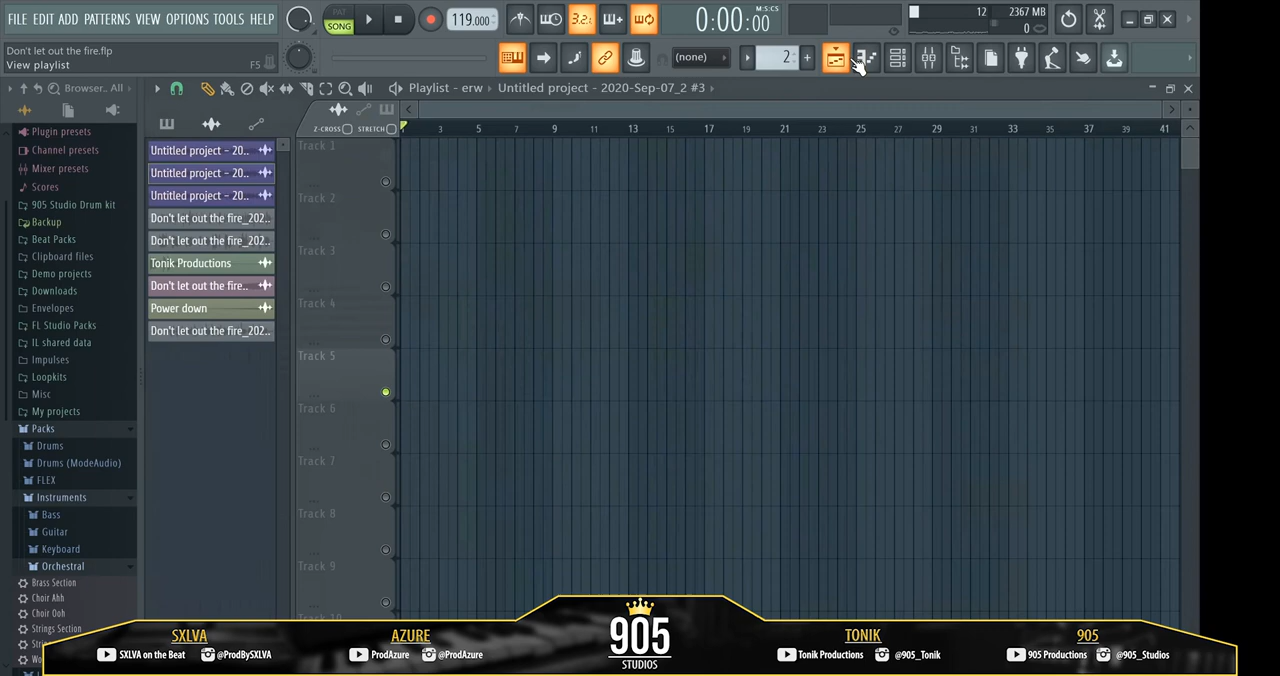 FILE EDIT ADD PATTERNS VIEW OPTIONS TOOLS HELP
PAT
SONG
119.000
3.2.
0:00:00
M:S:CS
12
2367 MB
0
Don't let out the fire.flp
View playlist
F5
(none)
2
Browser.. All
Playlist - erw
Untitled project - 2020-Sep-07_2 #3
Z-CROSS
STRETCH
3 5 7 9 11 13 15 17 19 21 23 25 27 29 31 33 35 37 39 41
Plugin presets
Channel presets
Mixer presets
Scores
905 Studio Drum kit
Backup
Beat Packs
Clipboard files
Demo projects
Downloads
Envelopes
FL Studio Packs
IL shared data
Impulses
Loopkits
Misc
My projects
Packs
Drums
Drums (ModeAudio)
FLEX
Instruments
Bass
Guitar
Keyboard
Orchestral
Brass Section
Choir Ahh
Choir Ooh
Strings Section
Untitled project - 20..
Untitled project - 20..
Untitled project - 20..
Don't let out the fire_202..
Don't let out the fire_202..
Tonik Productions
Don't let out the fire..
Power down
Don't let out the fire_202..
Track 1
Track 2
Track 3
Track 4
Track 5
Track 6
Track 7
Track 8
Track 9
SXLVA
SXLVA on the Beat
@ProdBySXLVA
AZURE
ProdAzure
@ProdAzure
905
STUDIOS
TONIK
Tonik Productions
@905_Tonik
905
905 Productions
@905_Studios